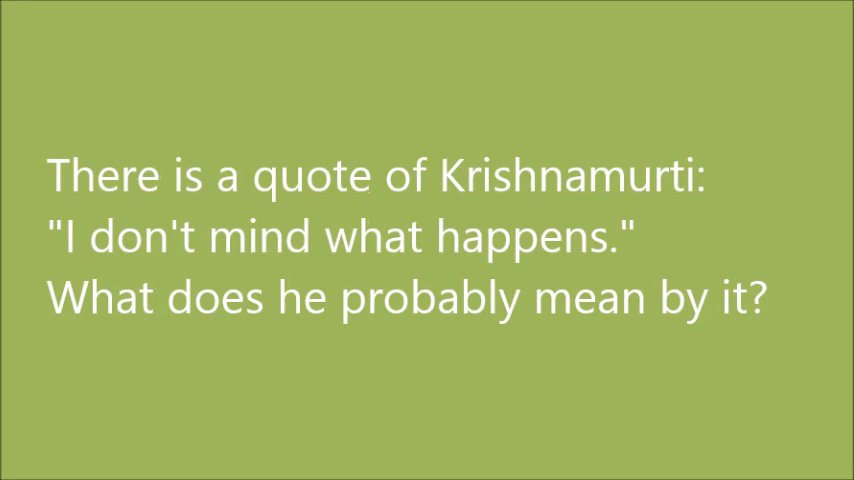 There is a quote of Krishnamurti:
"I don't mind what happens."
What does he probably mean by it?